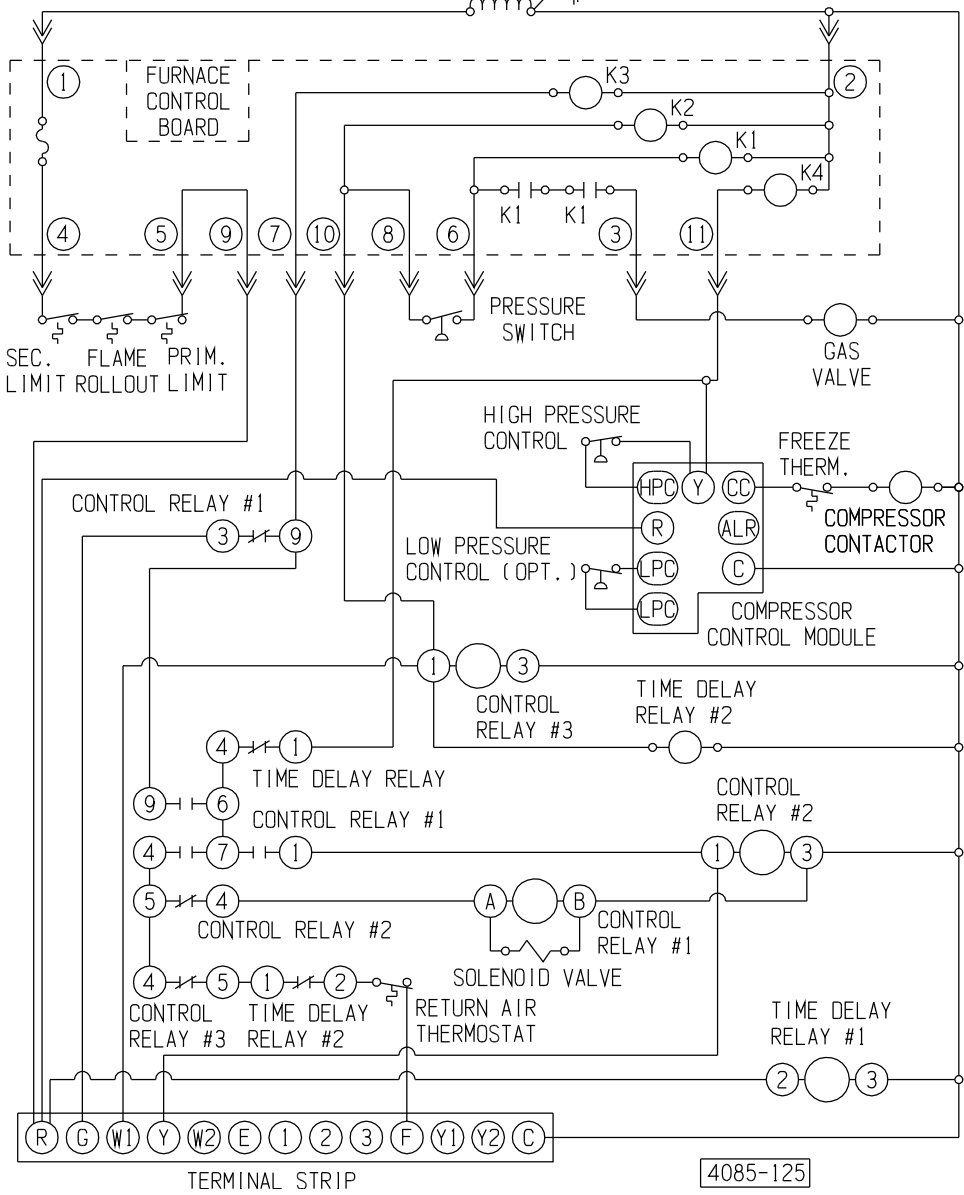 FURNACE
CONTROL
BOARD
1
2
K3
K2
K1
K4
K1 K1
4 5 9 7 10 8 6 3 11
PRESSURE
SWITCH
SEC. FLAME PRIM.
LIMIT ROLLOUT LIMIT
GAS
VALVE
HIGH PRESSURE
CONTROL
FREEZE
THERM.
HPC Y CC
COMPRESSOR
CONTACTOR
CONTROL RELAY #1
3 9
R ALR
LOW PRESSURE
CONTROL (OPT.)
LPC C
LPC
COMPRESSOR
CONTROL MODULE
1 3
CONTROL
RELAY #3
TIME DELAY
RELAY #2
4 1
TIME DELAY RELAY
9 6
CONTROL RELAY #1
CONTROL
RELAY #2
4 7 1 1 3
5 4 A B
CONTROL RELAY #2
CONTROL
RELAY #1
SOLENOID VALVE
4 5 1 2
CONTROL
RELAY #3
TIME DELAY
RELAY #2
RETURN AIR
THERMOSTAT
TIME DELAY
RELAY #1
2 3
R G W1 Y W2 E 1 2 3 F Y1 Y2 C
TERMINAL STRIP
4085-125